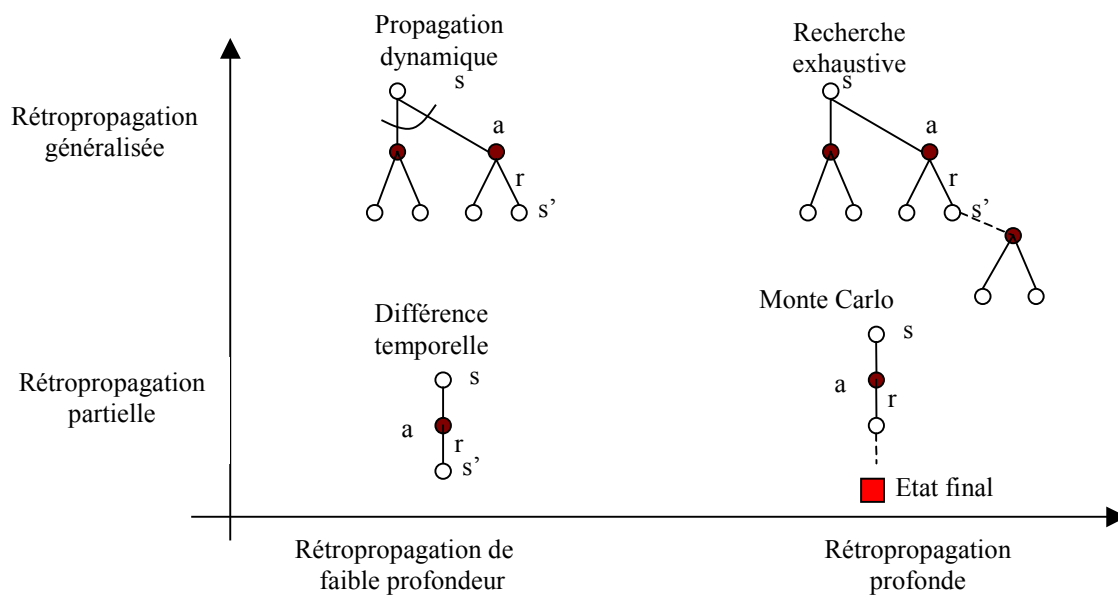 Propagation
dynamique
s
Recherche
exhaustive
s
Rétropropagation
généralisée
a
r
s'
a
r
s'
Différence
temporelle
s
a
r
s'
Monte Carlo
s
a
r
Etat final
Rétropropagation
partielle
Rétropropagation de
faible profondeur
Rétropropagation
profonde